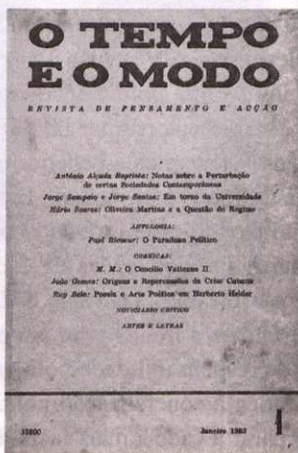 O TEMPO
E O MODO
REVISTA DE PENSAMENTO E ACÇÃO
António Alçada Baptista: Notas sobre a Perturbação
de certas Sociedades Contemporâneas
Jorge Sampaio e Jorge Santos: Em torno da Universidade
Mário Soares: Oliveira Martins e a Questão do Regime
ANTOLOGIA:
Paul Ricoeur: O Paradoxo Político
CRÓNICAS:
M. M.: O Concílio Vaticano II
João Gomes: Origens e Repercussões da Crise Cubana
Ruy Belo: Poesia e Arte Poética em Herberto Helder
NOTICIÁRIO CRÍTICO
ARTES E LETRAS
Janeiro 1963
1